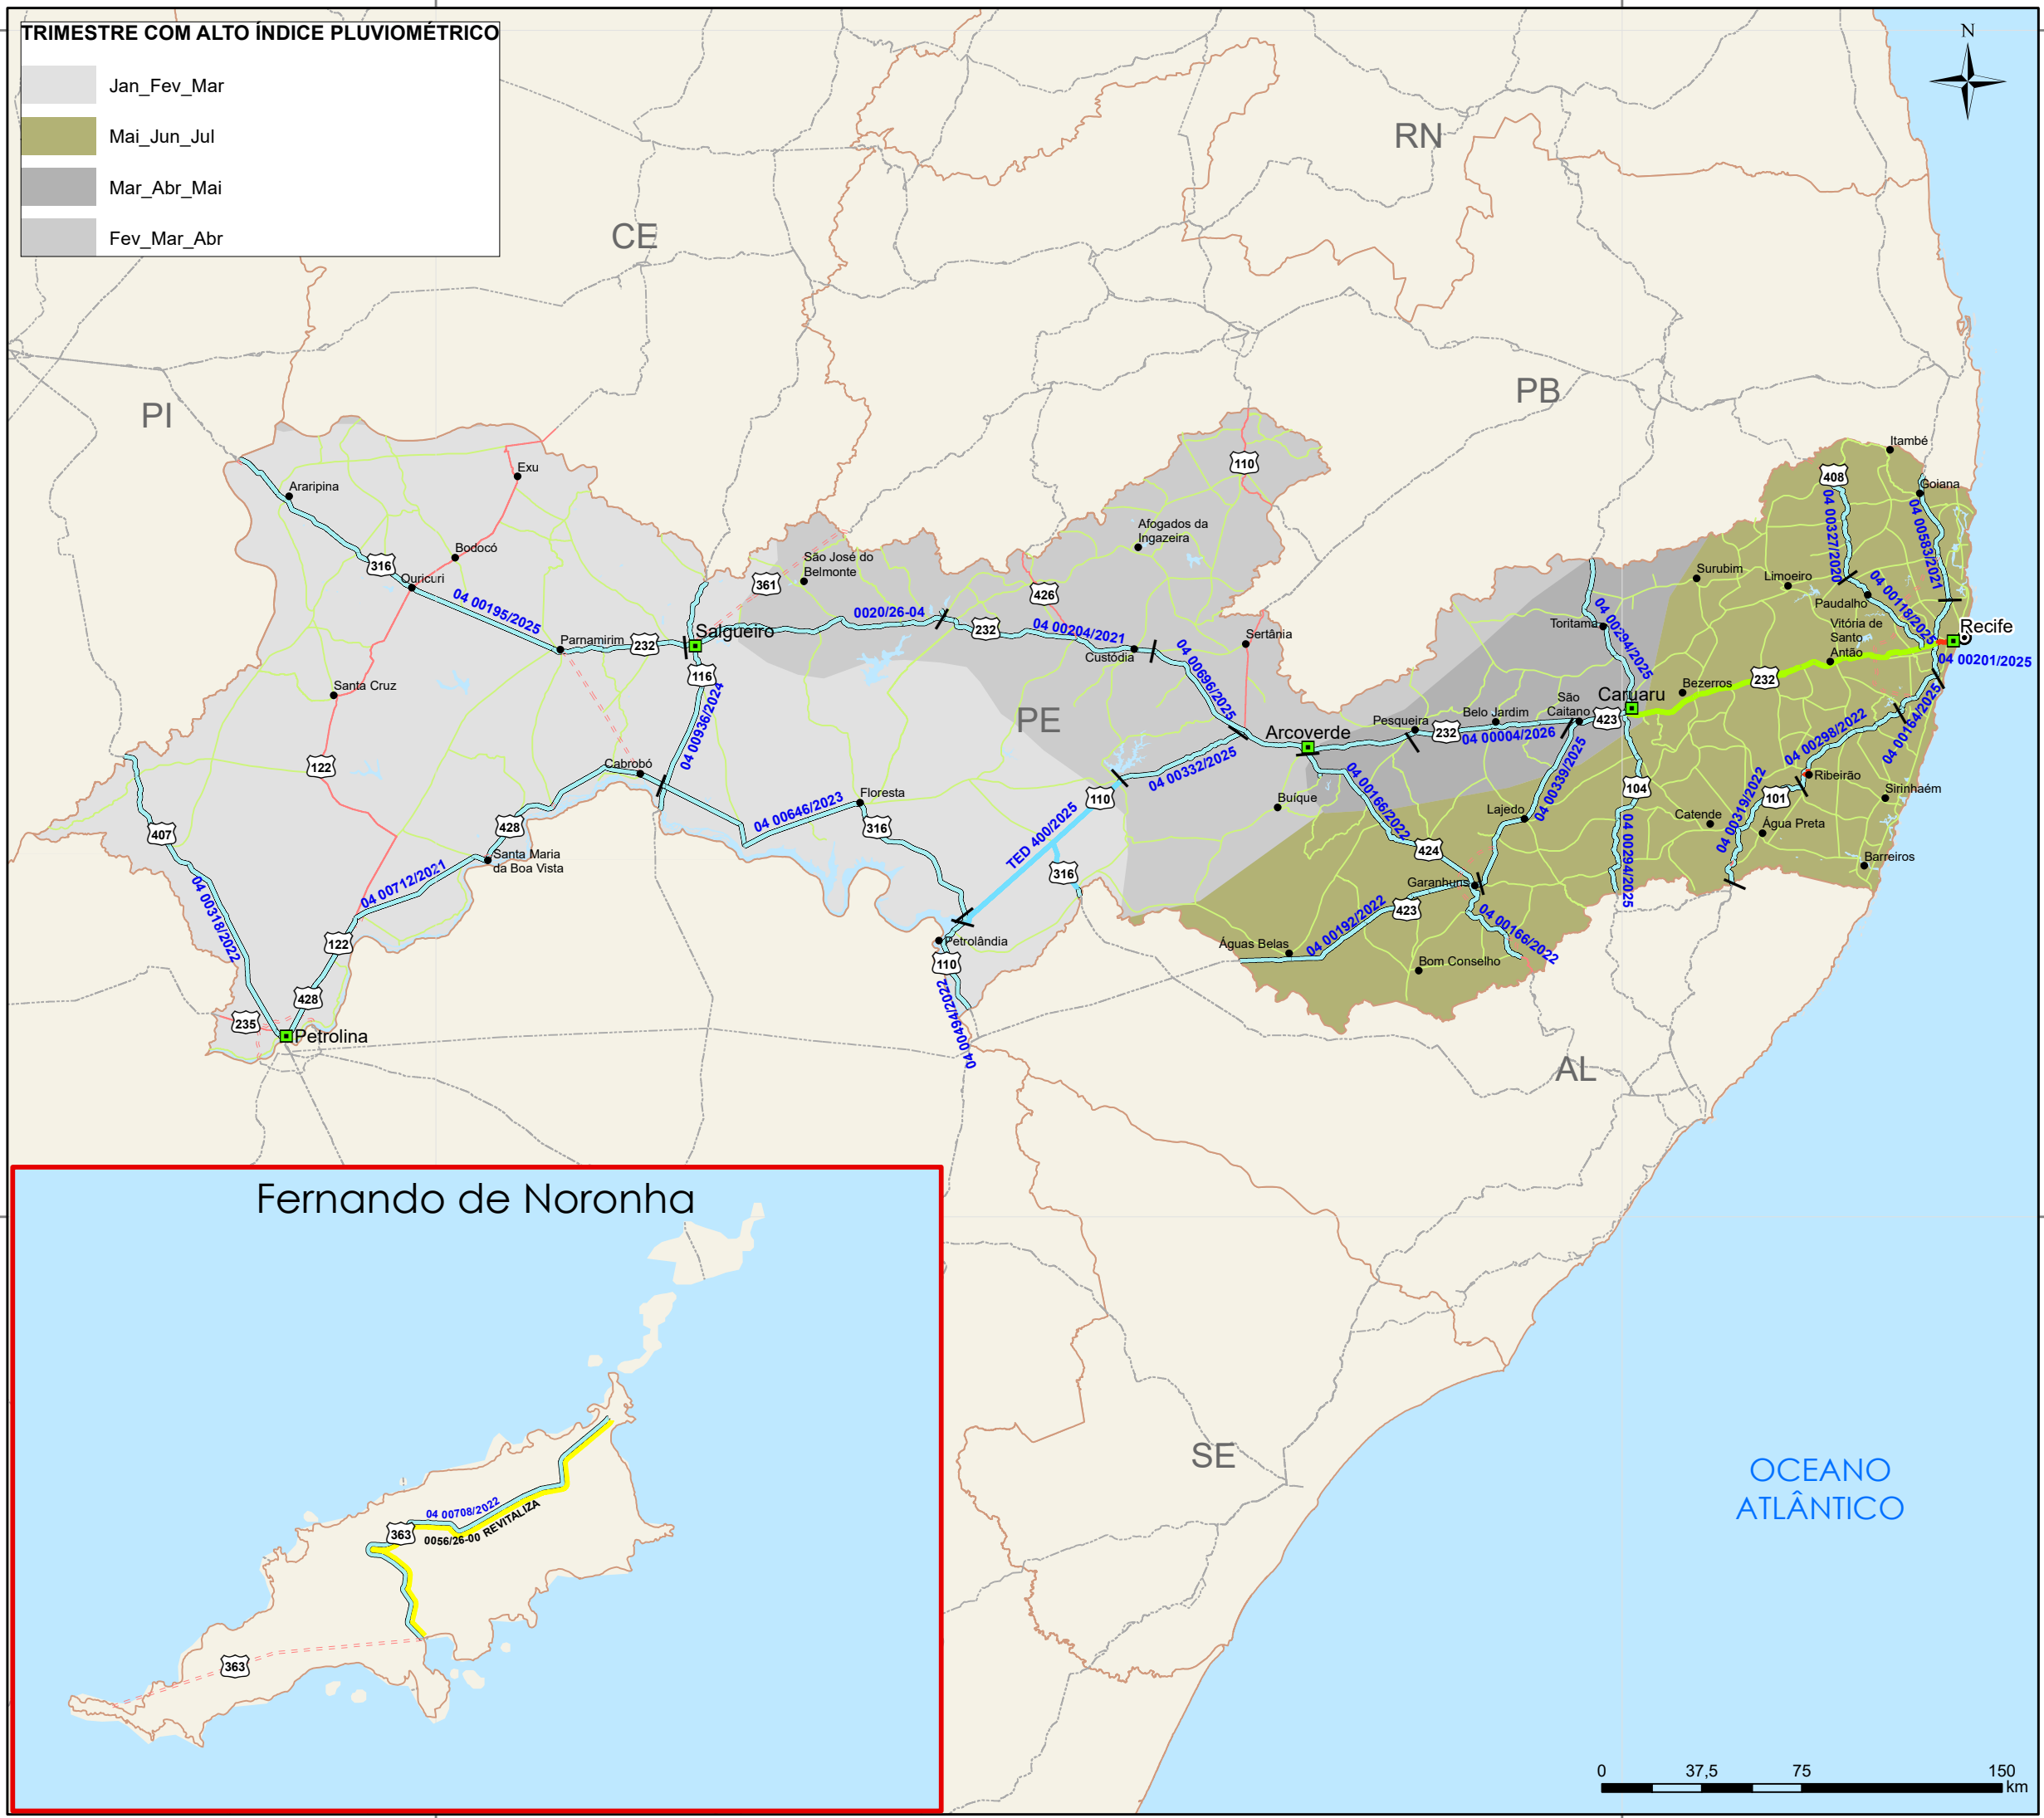 TRIMESTRE COM ALTO ÍNDICE PLUVIOMÉTRICO
Jan_Fev_Mar
Mai_Jun_Jul
Mar_Abr_Mai
Fev_Mar_Abr
N
RN
CE
PB
PI
PE
AL
SE
Itambé
408
Goiana
04 00327/2020
04 00583/2021
110
Exu
Araripina
Afogados da
Ingazeira
Bodocó
316
Ouricuri
São José do
Belmonte
361
426
Surubim
Limoeiro
Paudalho
04 00118/2025
04 00195/2025
0020/26-04
232
04 00204/2021
Toritama
04 00294/2025
Vitória de
Santo
Antão
Recife
04 00201/2025
Parnamirim
232
Salgueiro
Custódia
04 00696/2025
Sertânia
116
Santa Cruz
04 00936/2024
Bezerros
232
Caruaru
São
Caitano
423
Belo Jardim
Pesqueira
232
04 00004/2026
Arcoverde
04 00164/2025
04 00298/2022
122
Cabrobó
04 00332/2025
04 00339/2025
Ribeirão
104
101
Sirinhaém
110
Buíque
04 00166/2022
Floresta
04 00646/2023
316
428
407
Lajedo
Catende
04 00319/2022
Água Preta
04 00294/2025
TED 400/2025
424
Santa Maria
da Boa Vista
04 00712/2021
316
Garanhuns
Barreiros
04 00318/2022
122
423
04 00192/2022
04 00166/2022
Petrolândia
Águas Belas
110
Bom Conselho
428
04 00494/2022
235
Petrolina
Fernando de Noronha
04 00708/2022
363
0056/26-00 REVITALIZA
363
OCEANO
ATLÂNTICO
0 37,5 75 150
km